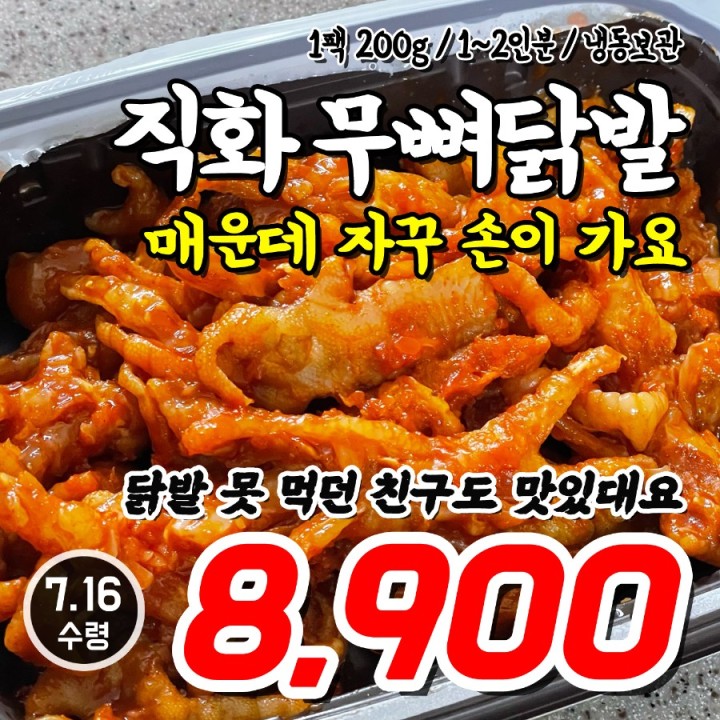 1팩 200g / 1~2인분 / 냉동보관
직화 무뼈닭발
매운데 자꾸 손이 가요
닭발 못 먹던 친구도 맛있대요
7.16
수령
8,900